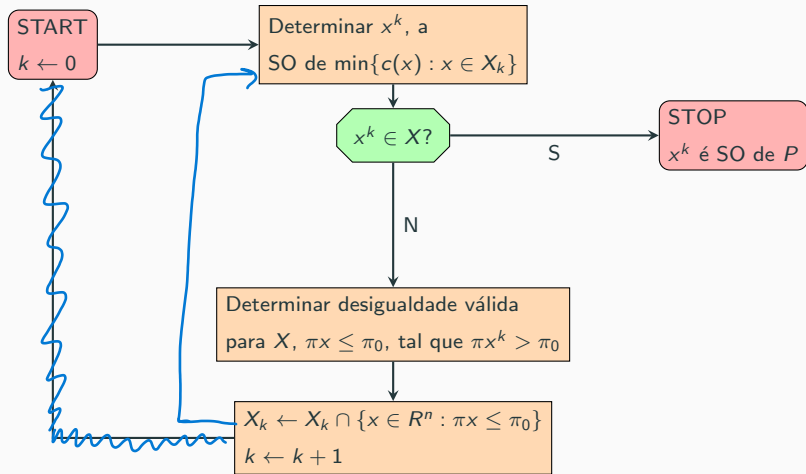 START
k ← 0
Determinar x^k, a
SO de min{c(x) : x ∈ X_k}
x^k ∈ X?
S
STOP
x^k é SO de P
N
Determinar desigualdade válida
para X, πx ≤ π_0, tal que πx^k > π_0
X_k ← X_k ∩ {x ∈ R^n : πx ≤ π_0}
k ← k + 1